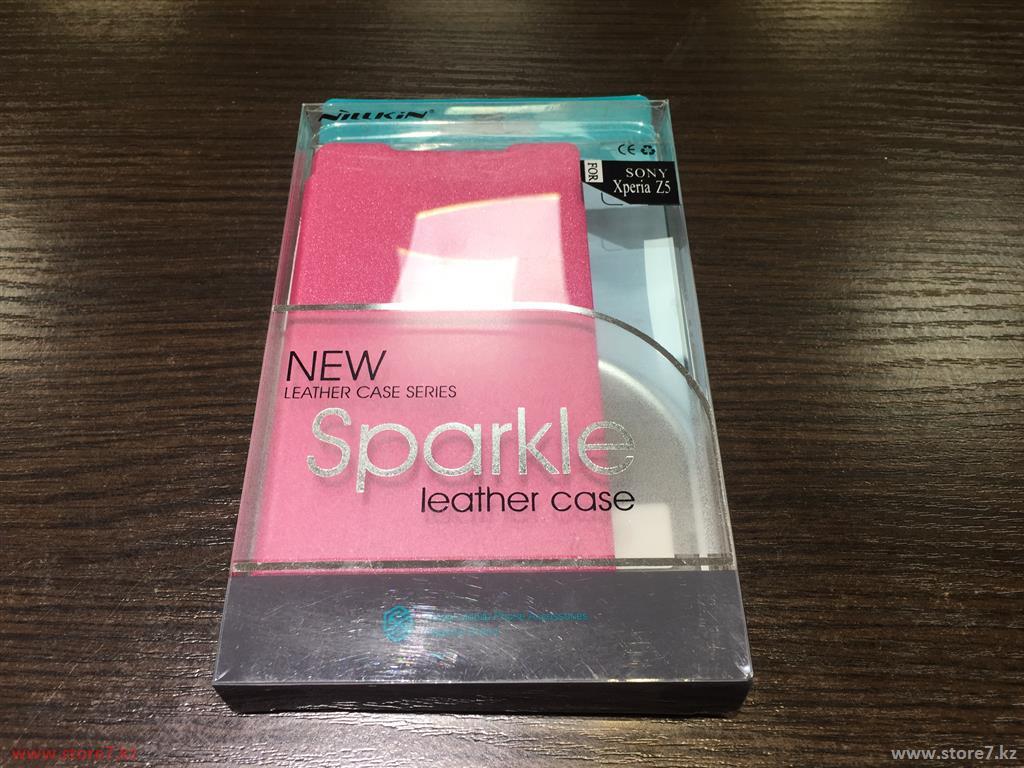 NILLKIN®
CE
FOR
SONY
Xperia Z5
NEW
LEATHER CASE SERIES
Sparkle
leather case
www.store7.kz
www.store7.kz